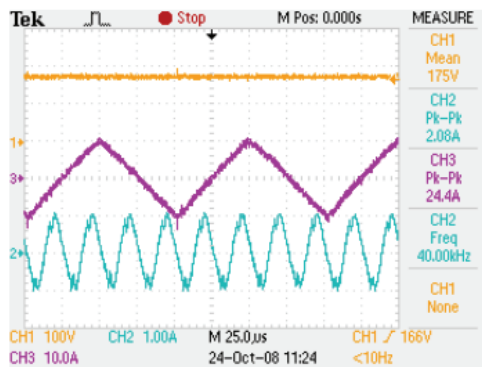 Tek Stop M Pos: 0.000s MEASURE
CH1
Mean
175V
CH2
Pk-Pk
2.08A
CH3
Pk-Pk
24.4A
CH2
Freq
40.00kHz
CH1
None
1
3
2
CH1 100V CH2 1.00A M 25.0µs CH1 166V
CH3 10.0A 24-Oct-08 11:24 <10Hz